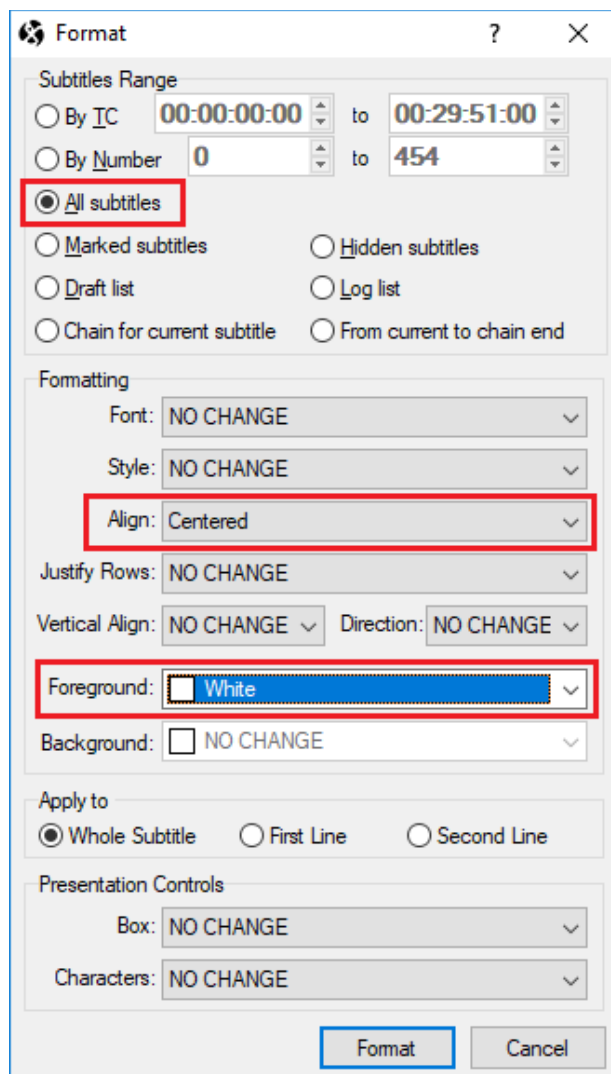 Format ?
Subtitles Range
By TC 00:00:00:00 to 00:29:51:00
By Number 0 to 454
All subtitles
Marked subtitles Hidden subtitles
Draft list Log list
Chain for current subtitle From current to chain end
Formatting
Font: NO CHANGE
Style: NO CHANGE
Align: Centered
Justify Rows: NO CHANGE
Vertical Align: NO CHANGE Direction: NO CHANGE
Foreground: White
Background: NO CHANGE
Apply to
Whole Subtitle First Line Second Line
Presentation Controls
Box: NO CHANGE
Characters: NO CHANGE
Format Cancel